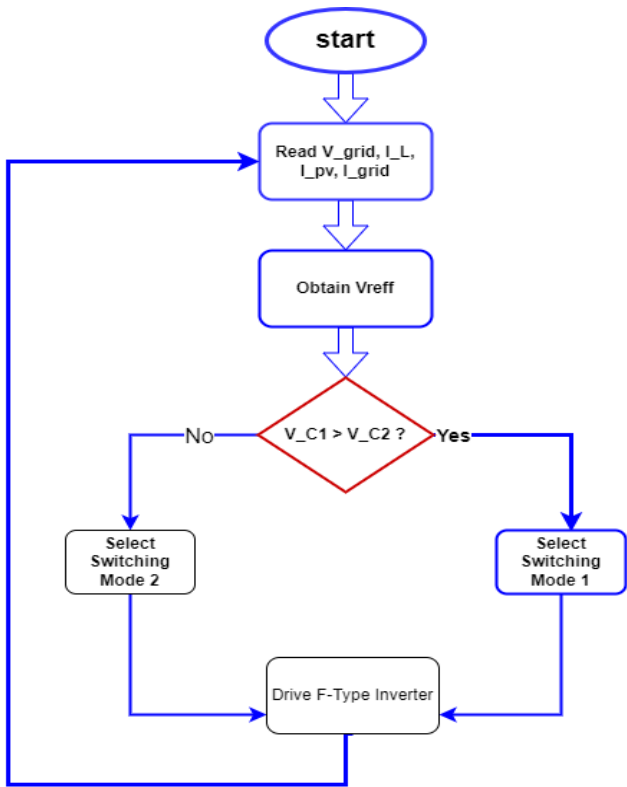 start
Read V_grid, I_L,
I_pv, I_grid
Obtain Vreff
No
V_C1 > V_C2 ?
Yes
Select
Switching
Mode 2
Select
Switching
Mode 1
Drive F-Type Inverter